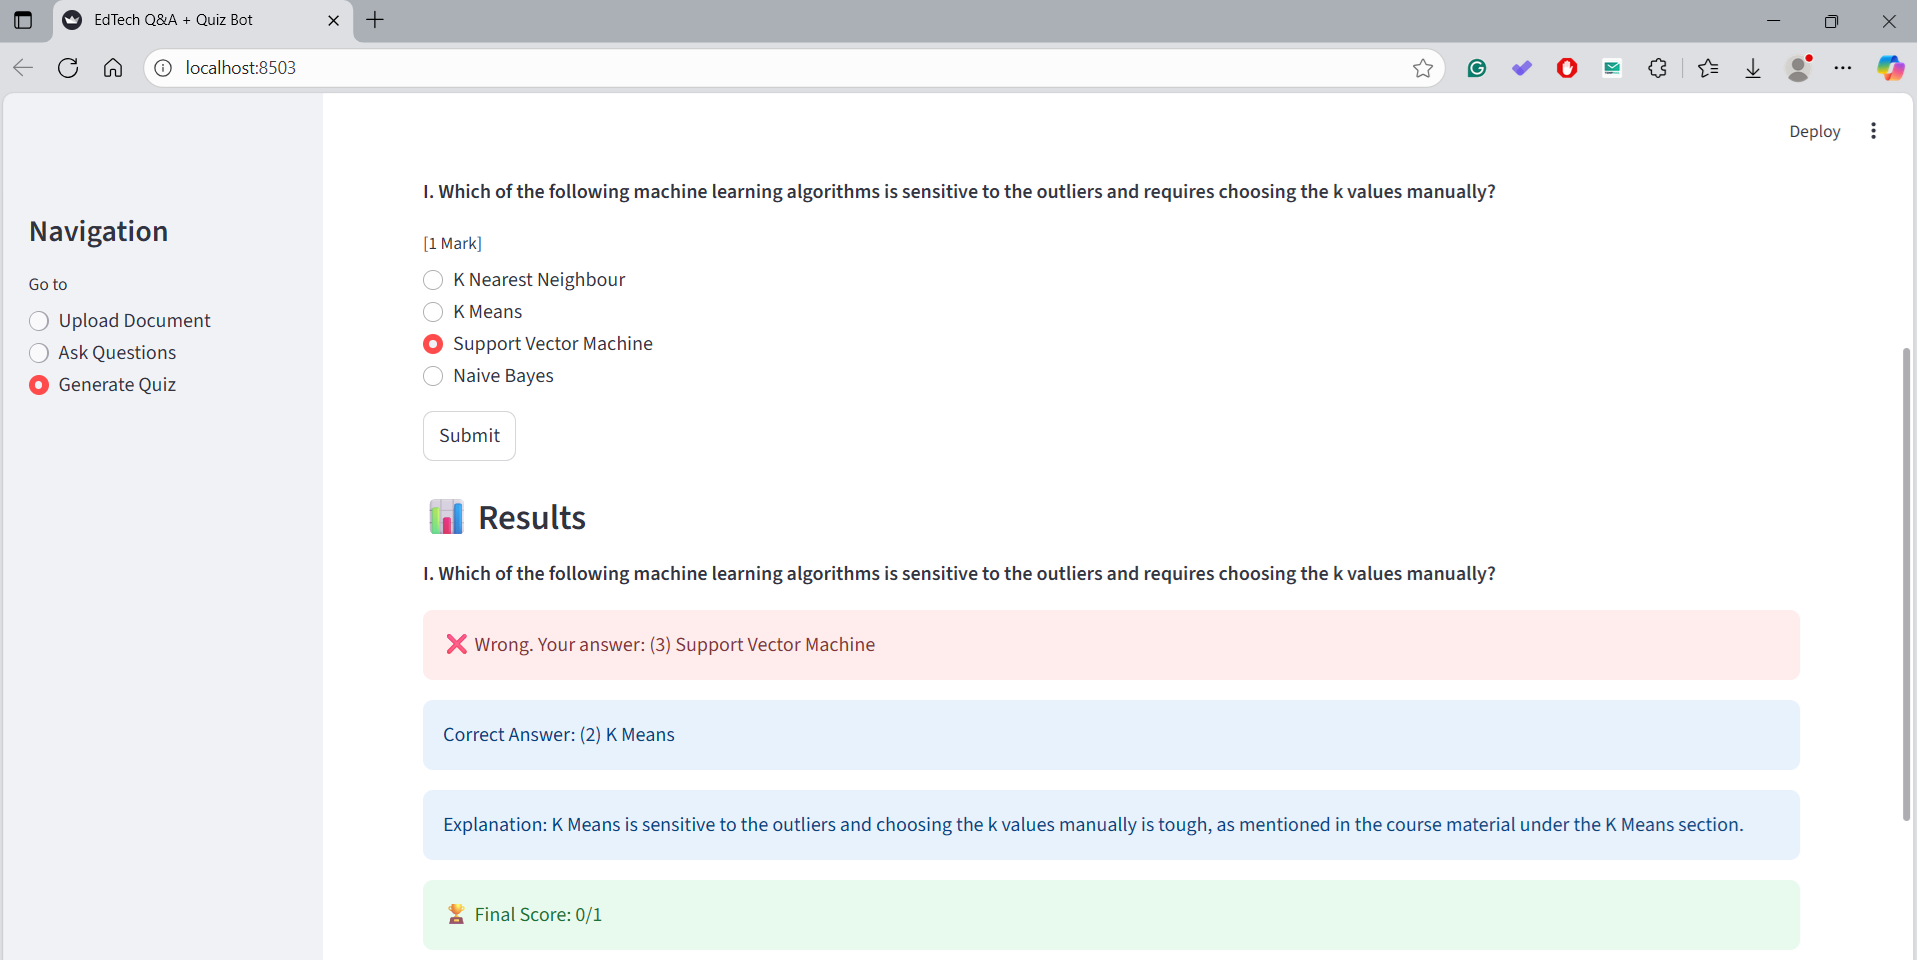 EdTech Q&A + Quiz Bot
localhost:8503
Deploy
Navigation
Go to
Upload Document
Ask Questions
Generate Quiz
I. Which of the following machine learning algorithms is sensitive to the outliers and requires choosing the k values manually?
[1 Mark]
K Nearest Neighbour
K Means
Support Vector Machine
Naive Bayes
Submit
Results
I. Which of the following machine learning algorithms is sensitive to the outliers and requires choosing the k values manually?
Wrong. Your answer: (3) Support Vector Machine
Correct Answer: (2) K Means
Explanation: K Means is sensitive to the outliers and choosing the k values manually is tough, as mentioned in the course material under the K Means section.
Final Score: 0/1